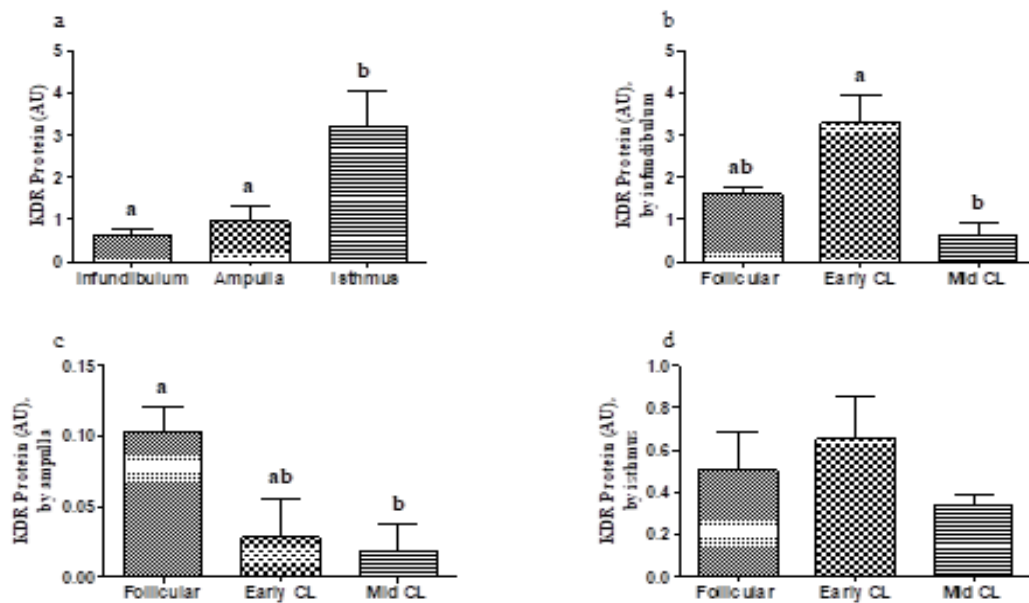 a
KDR Protein (AU)
5
4
3
2
1
0
a
a
b
Infundibulum Ampulla Isthmus
b
KDR Protein (AU),
by infundibulum
5
4
3
2
1
0
ab
a
b
Follicular Early CL Mid CL
c
KDR Protein (AU),
by ampulla
0.15
0.10
0.05
0.00
a
ab
b
Follicular Early CL Mid CL
d
KDR Protein (AU),
by isthmus
1.0
0.8
0.6
0.4
0.2
0.0
Follicular Early CL Mid CL